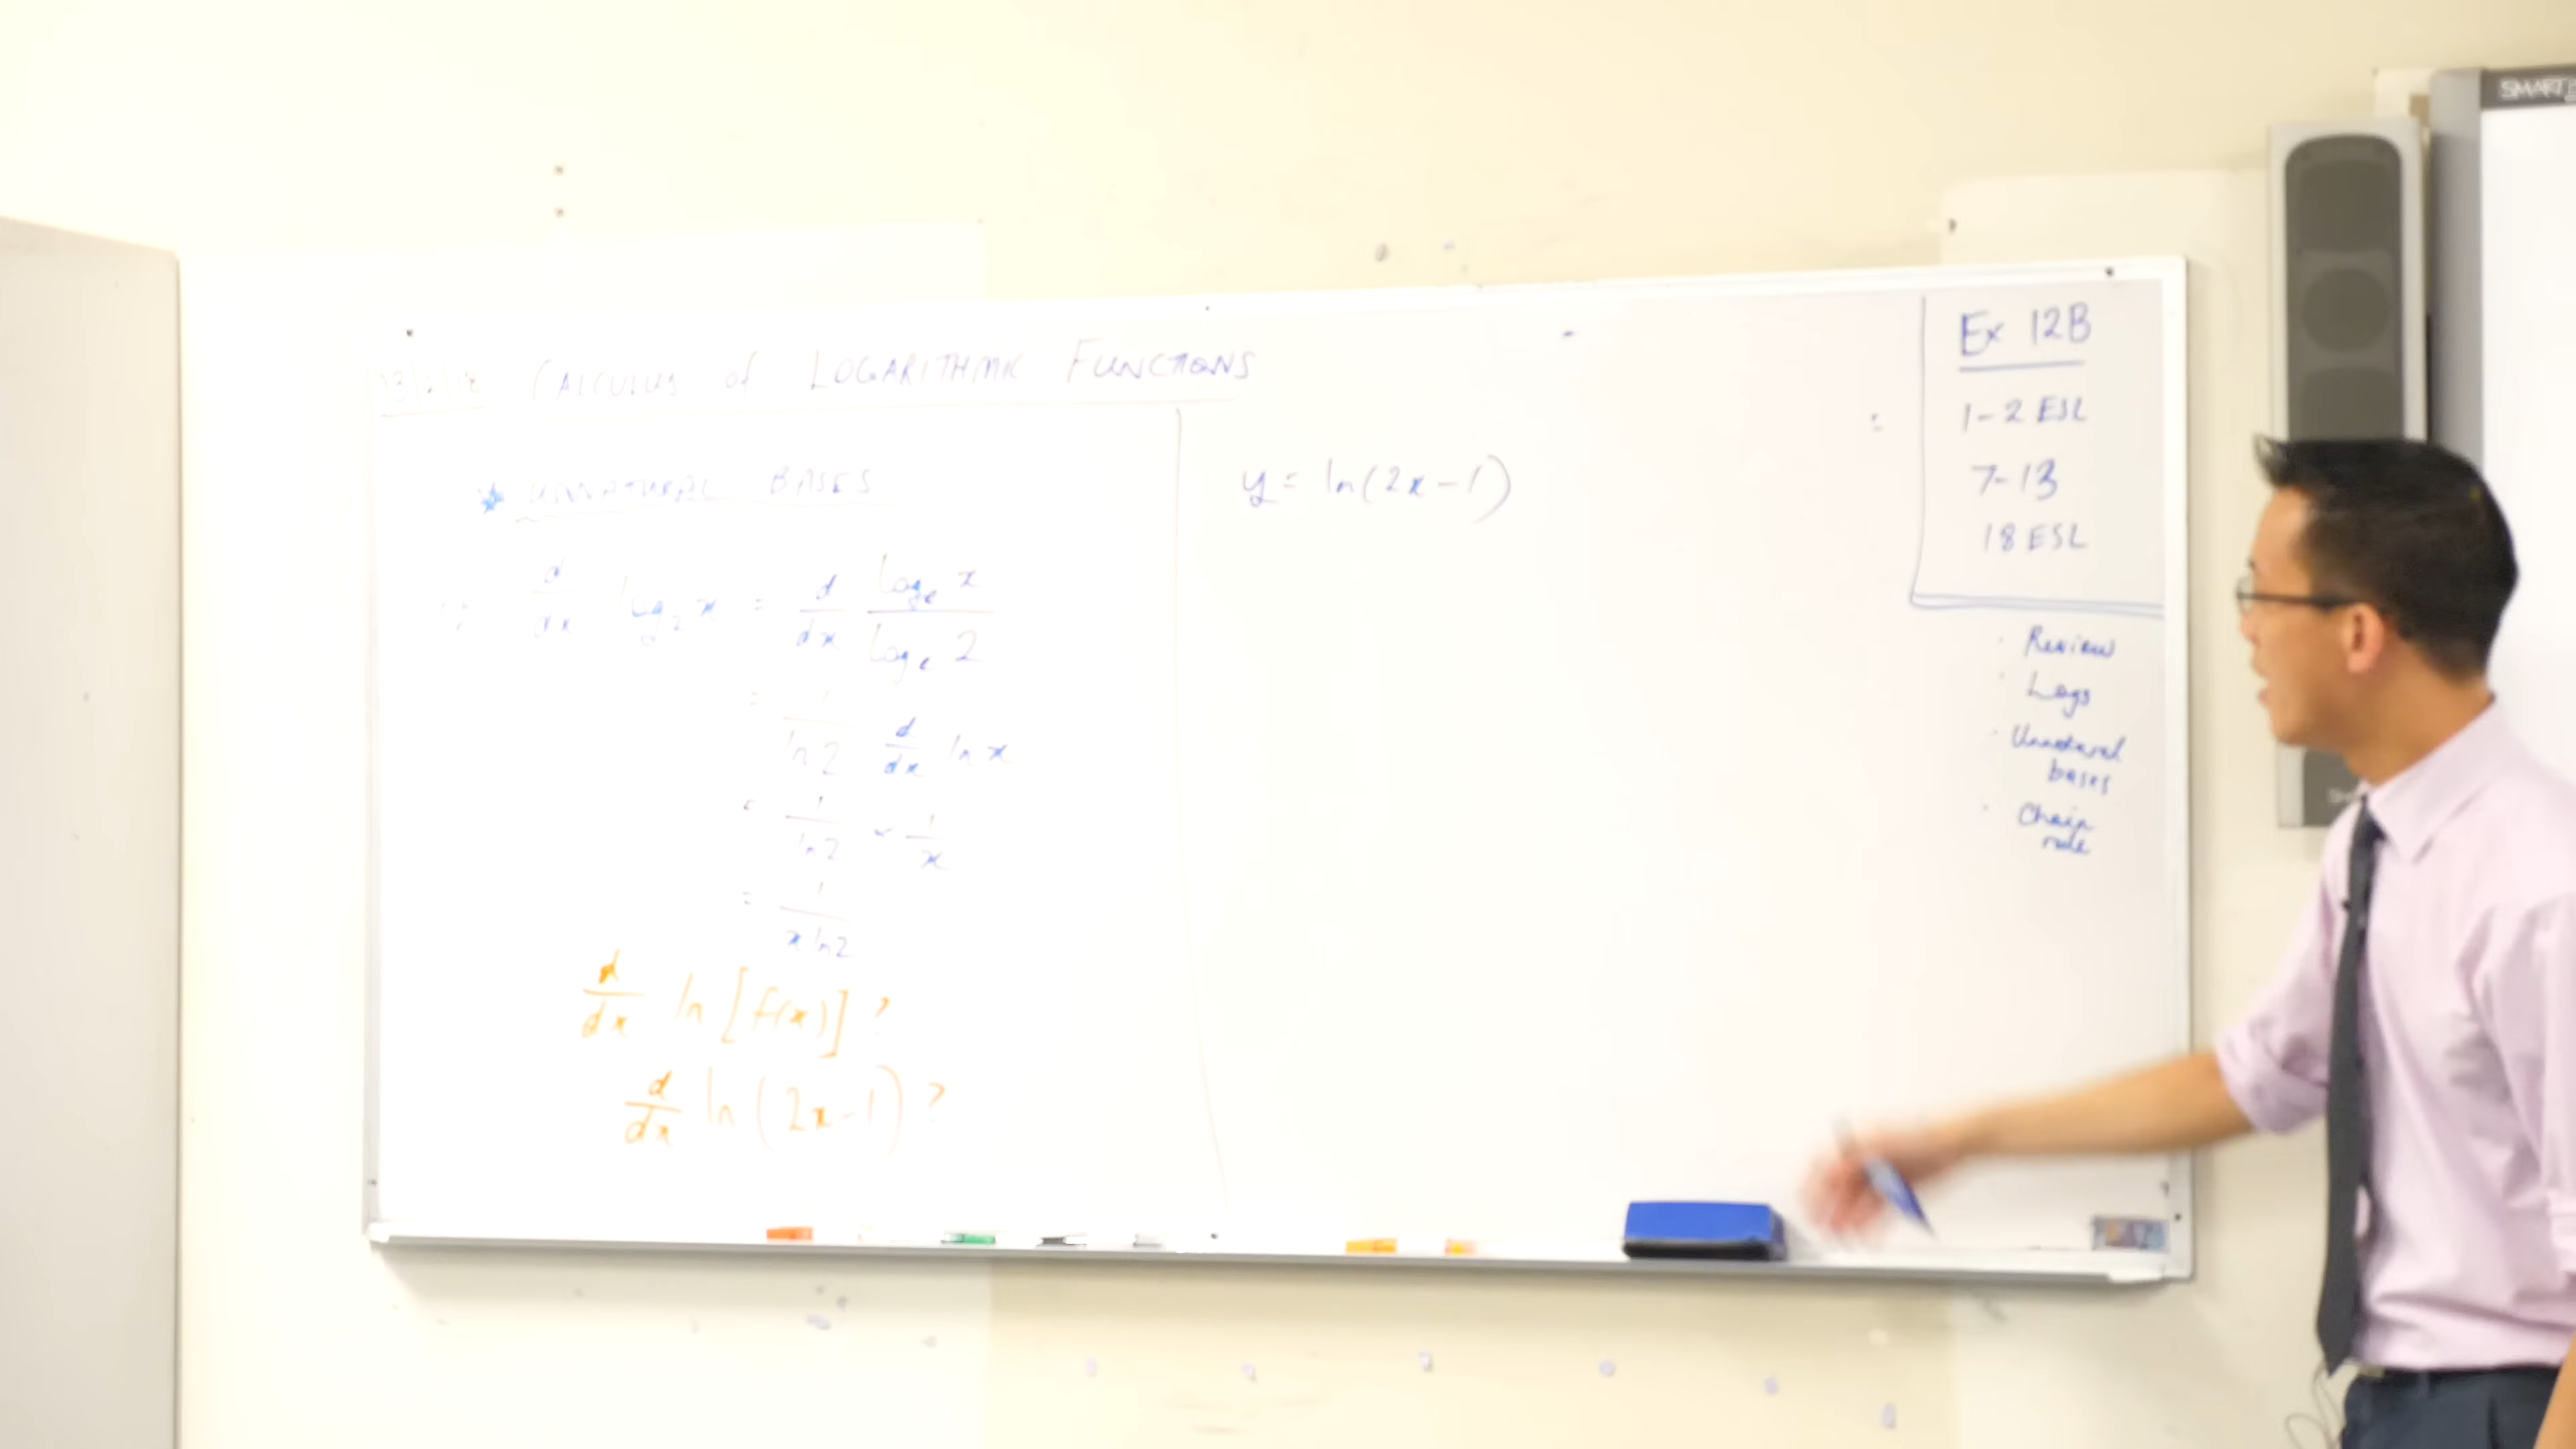 CALCULUS of LOGARITHMIC FUNCTIONS
* UNNATURAL BASES
∵ d/dx log₂ x = d/dx logₑ x / logₑ 2
= 1/ln 2 d/dx ln x
= 1/ln 2 × 1/x
= 1/x ln 2
d/dx ln [f(x)] ?
d/dx ln (2x-1) ?
y = ln(2x-1)
Ex 12B
1-2 ESL
7-13
18 ESL
· Review
· Logs
· Unnatural
bases
· Chain
rule
SMART